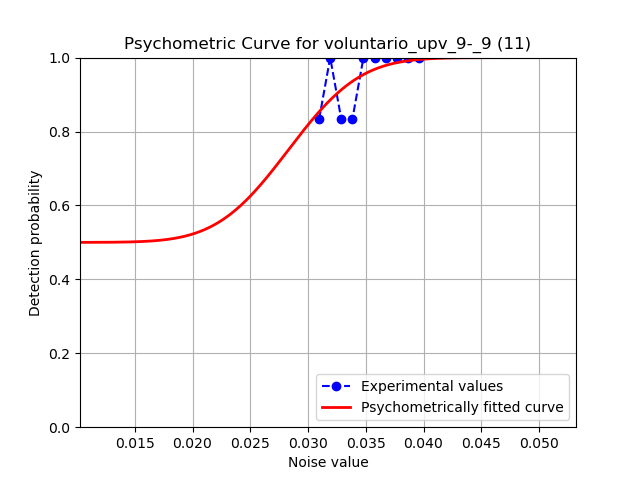 Psychometric Curve for voluntario_upv_9-_9 (11)
1.0
0.8
0.6
0.4
0.2
0.0
Detection probability
Experimental values
Psychometrically fitted curve
0.015 0.020 0.025 0.030 0.035 0.040 0.045 0.050
Noise value